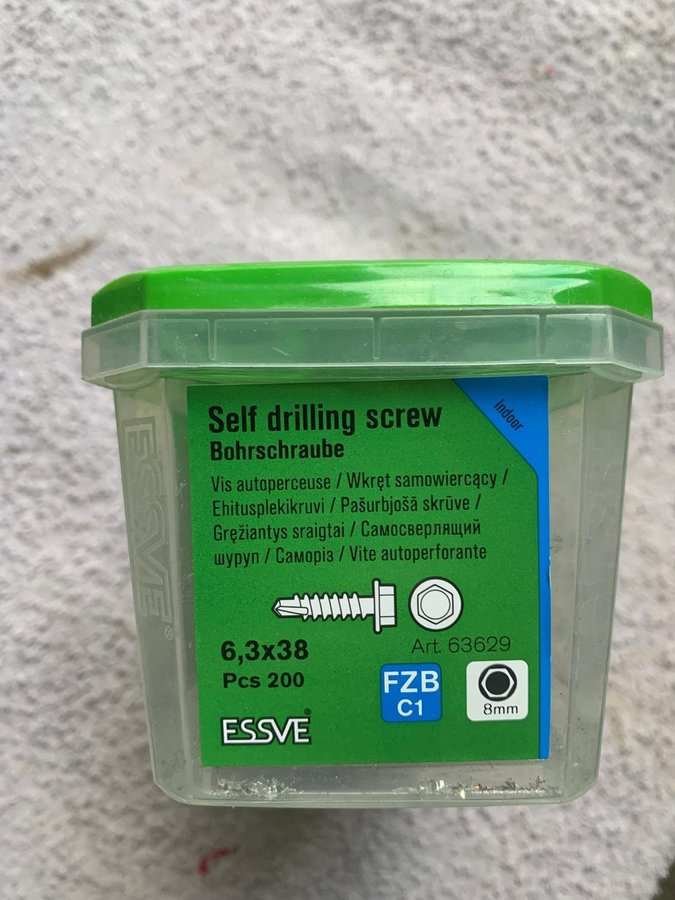 Self drilling screw
Bohrschraube
Indoor
Vis autoperceuse / Wkręt samowiercący /
Ehitusplekikruvi / Pašurbjošā skrūve /
Gręžiantys sraigtai / Самосверлящий
шуруп / Саморіз / Vite autoperforante
6,3x38
Art. 63629
Pcs 200
FZB
C1
8mm
ESSVE®
ESSVE®